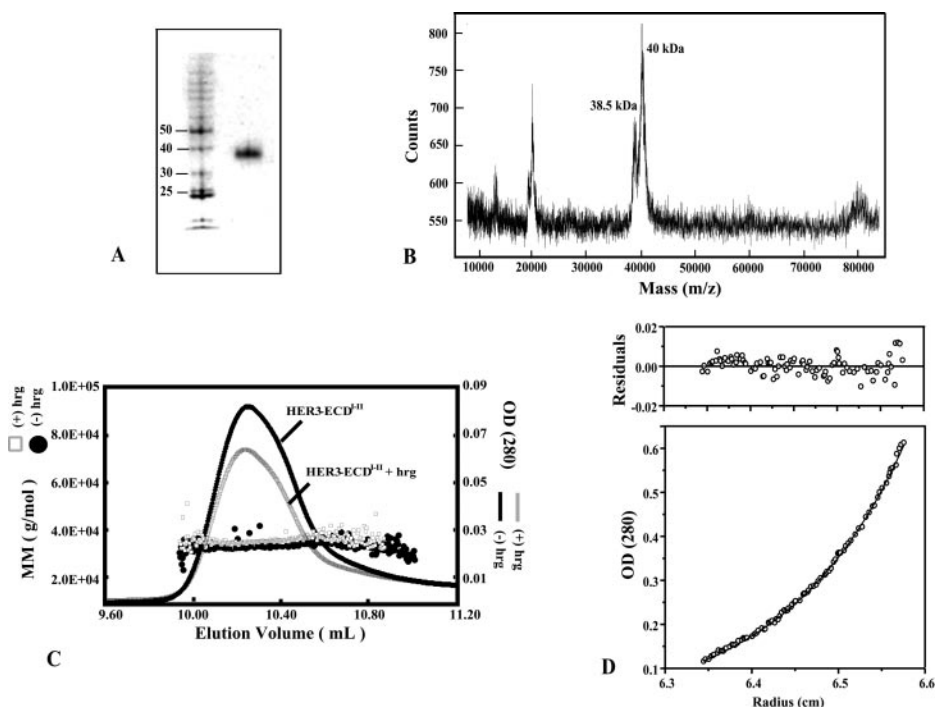 50
40
30
25
A
800
750
700
650
600
550
Counts
40 kDa
38.5 kDa
10000 20000 30000 40000 50000 60000 70000 80000
Mass (m/z)
B
(+) hrg
(-) hrg
MM ( g/mol)
1.0E+05
8.0E+04
6.0E+04
4.0E+04
2.0E+04
HER3-ECD^I-II
HER3-ECD^I-II + hrg
0.09
0.07
0.05
0.03
0.01
OD (280)
(-) hrg
(+) hrg
9.60 10.00 10.40 10.80 11.20
Elution Volume ( mL )
C
Residuals
0.02
0.00
-0.02
OD (280)
0.6
0.5
0.4
0.3
0.2
0.1
6.3 6.4 6.5 6.6
Radius (cm)
D